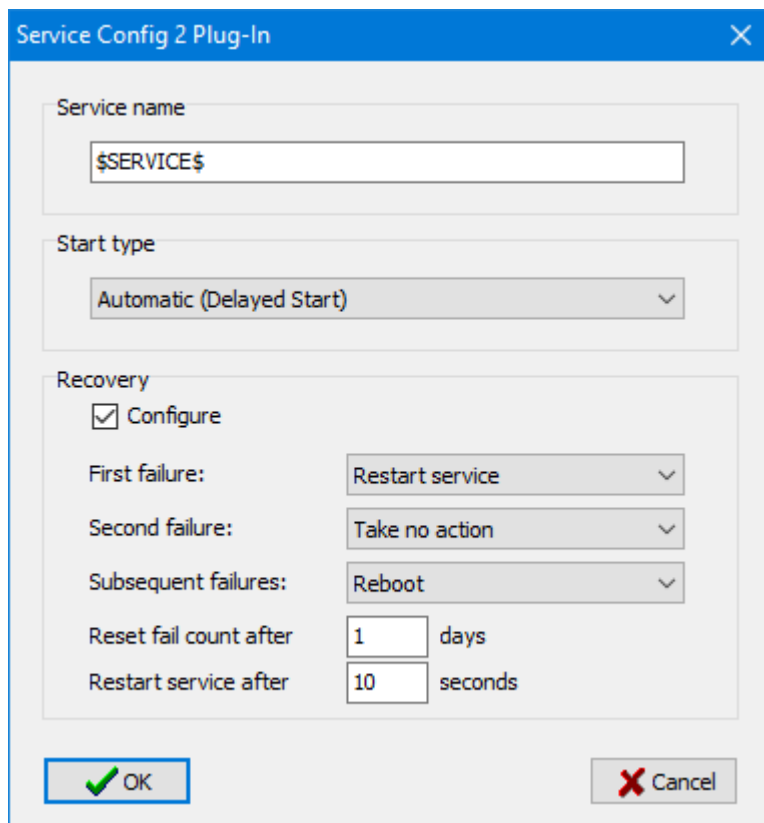 Service Config 2 Plug-In
Service name
$SERVICE$
Start type
Automatic (Delayed Start)
Recovery
Configure
First failure: Restart service
Second failure: Take no action
Subsequent failures: Reboot
Reset fail count after 1 days
Restart service after 10 seconds
OK Cancel